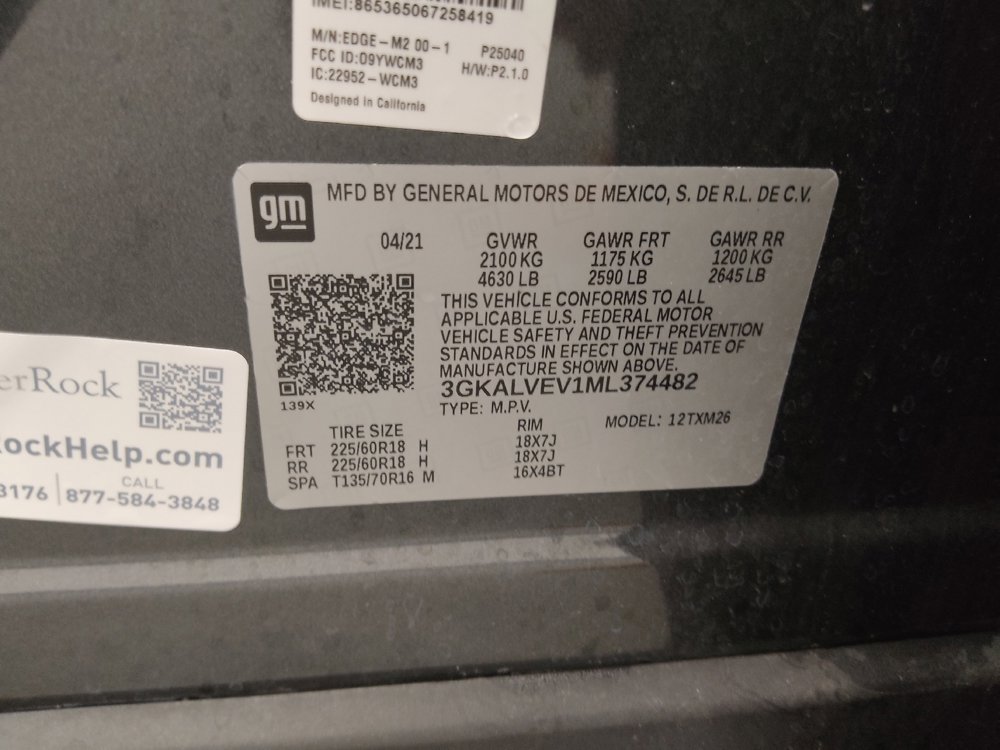 IMEI:865365067258419
M/N:EDGE-M2 00-1 P25040
FCC ID:O9YWCM3 H/W:P2.1.0
IC:22952-WCM3
Designed in California
gm
MFD BY GENERAL MOTORS DE MEXICO, S. DE R.L. DE C.V.
04/21 GVWR GAWR FRT GAWR RR
2100 KG 1175 KG 1200 KG
4630 LB 2590 LB 2645 LB
THIS VEHICLE CONFORMS TO ALL
APPLICABLE U.S. FEDERAL MOTOR
VEHICLE SAFETY AND THEFT PREVENTION
STANDARDS IN EFFECT ON THE DATE OF
MANUFACTURE SHOWN ABOVE.
3GKALVEV1ML374482
139X
TYPE: M.P.V. MODEL: 12TXM26
TIRE SIZE RIM
FRT 225/60R18 H 18X7J
RR 225/60R18 H 18X7J
SPA T135/70R16 M 16X4BT
erRock
ockHelp.com
CALL
3176 877-584-3848